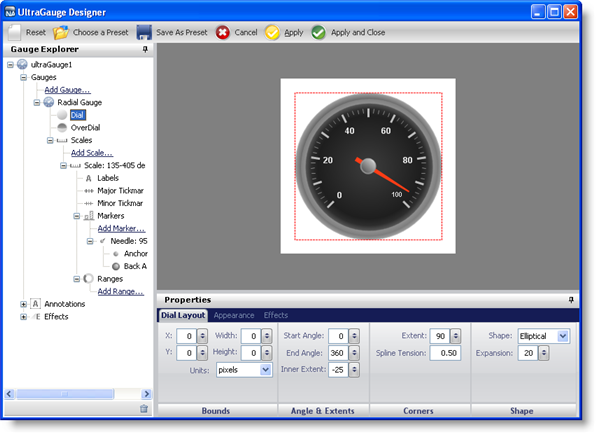 UltraGauge Designer
Reset Choose a Preset Save As Preset Cancel Apply Apply and Close
Gauge Explorer
ultraGauge1
Gauges
Add Gauge...
Radial Gauge
Dial
OverDial
Scales
Add Scale...
Scale: 135-405 de
Labels
Major Tickmar
Minor Tickmar
Markers
Add Marker...
Needle: 95
Anchor
Back A
Ranges
Add Range...
Annotations
Effects
40 60
20 80
0 100
Properties
Dial Layout Appearance Effects
X: 0 Width: 0 Start Angle: 0 Extent: 90 Shape: Elliptical
Y: 0 Height: 0 End Angle: 360 Spline Tension: 0.50 Expansion: 20
Units: pixels Inner Extent: -25
Bounds Angle & Extents Corners Shape